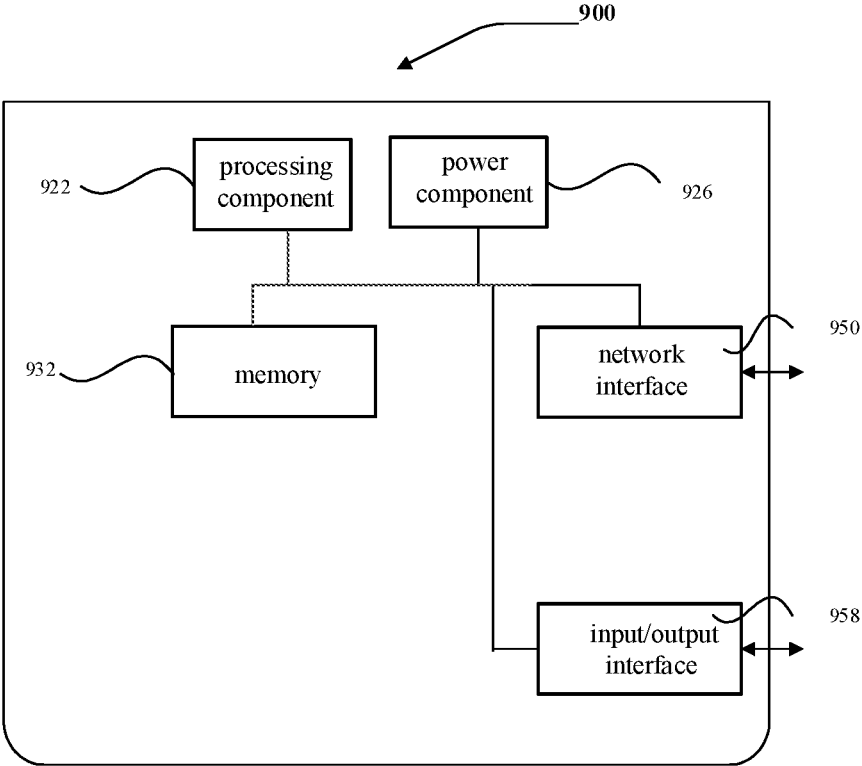 900
processing
component
922
power
component
926
932
memory
network
interface
950
input/output
interface
958